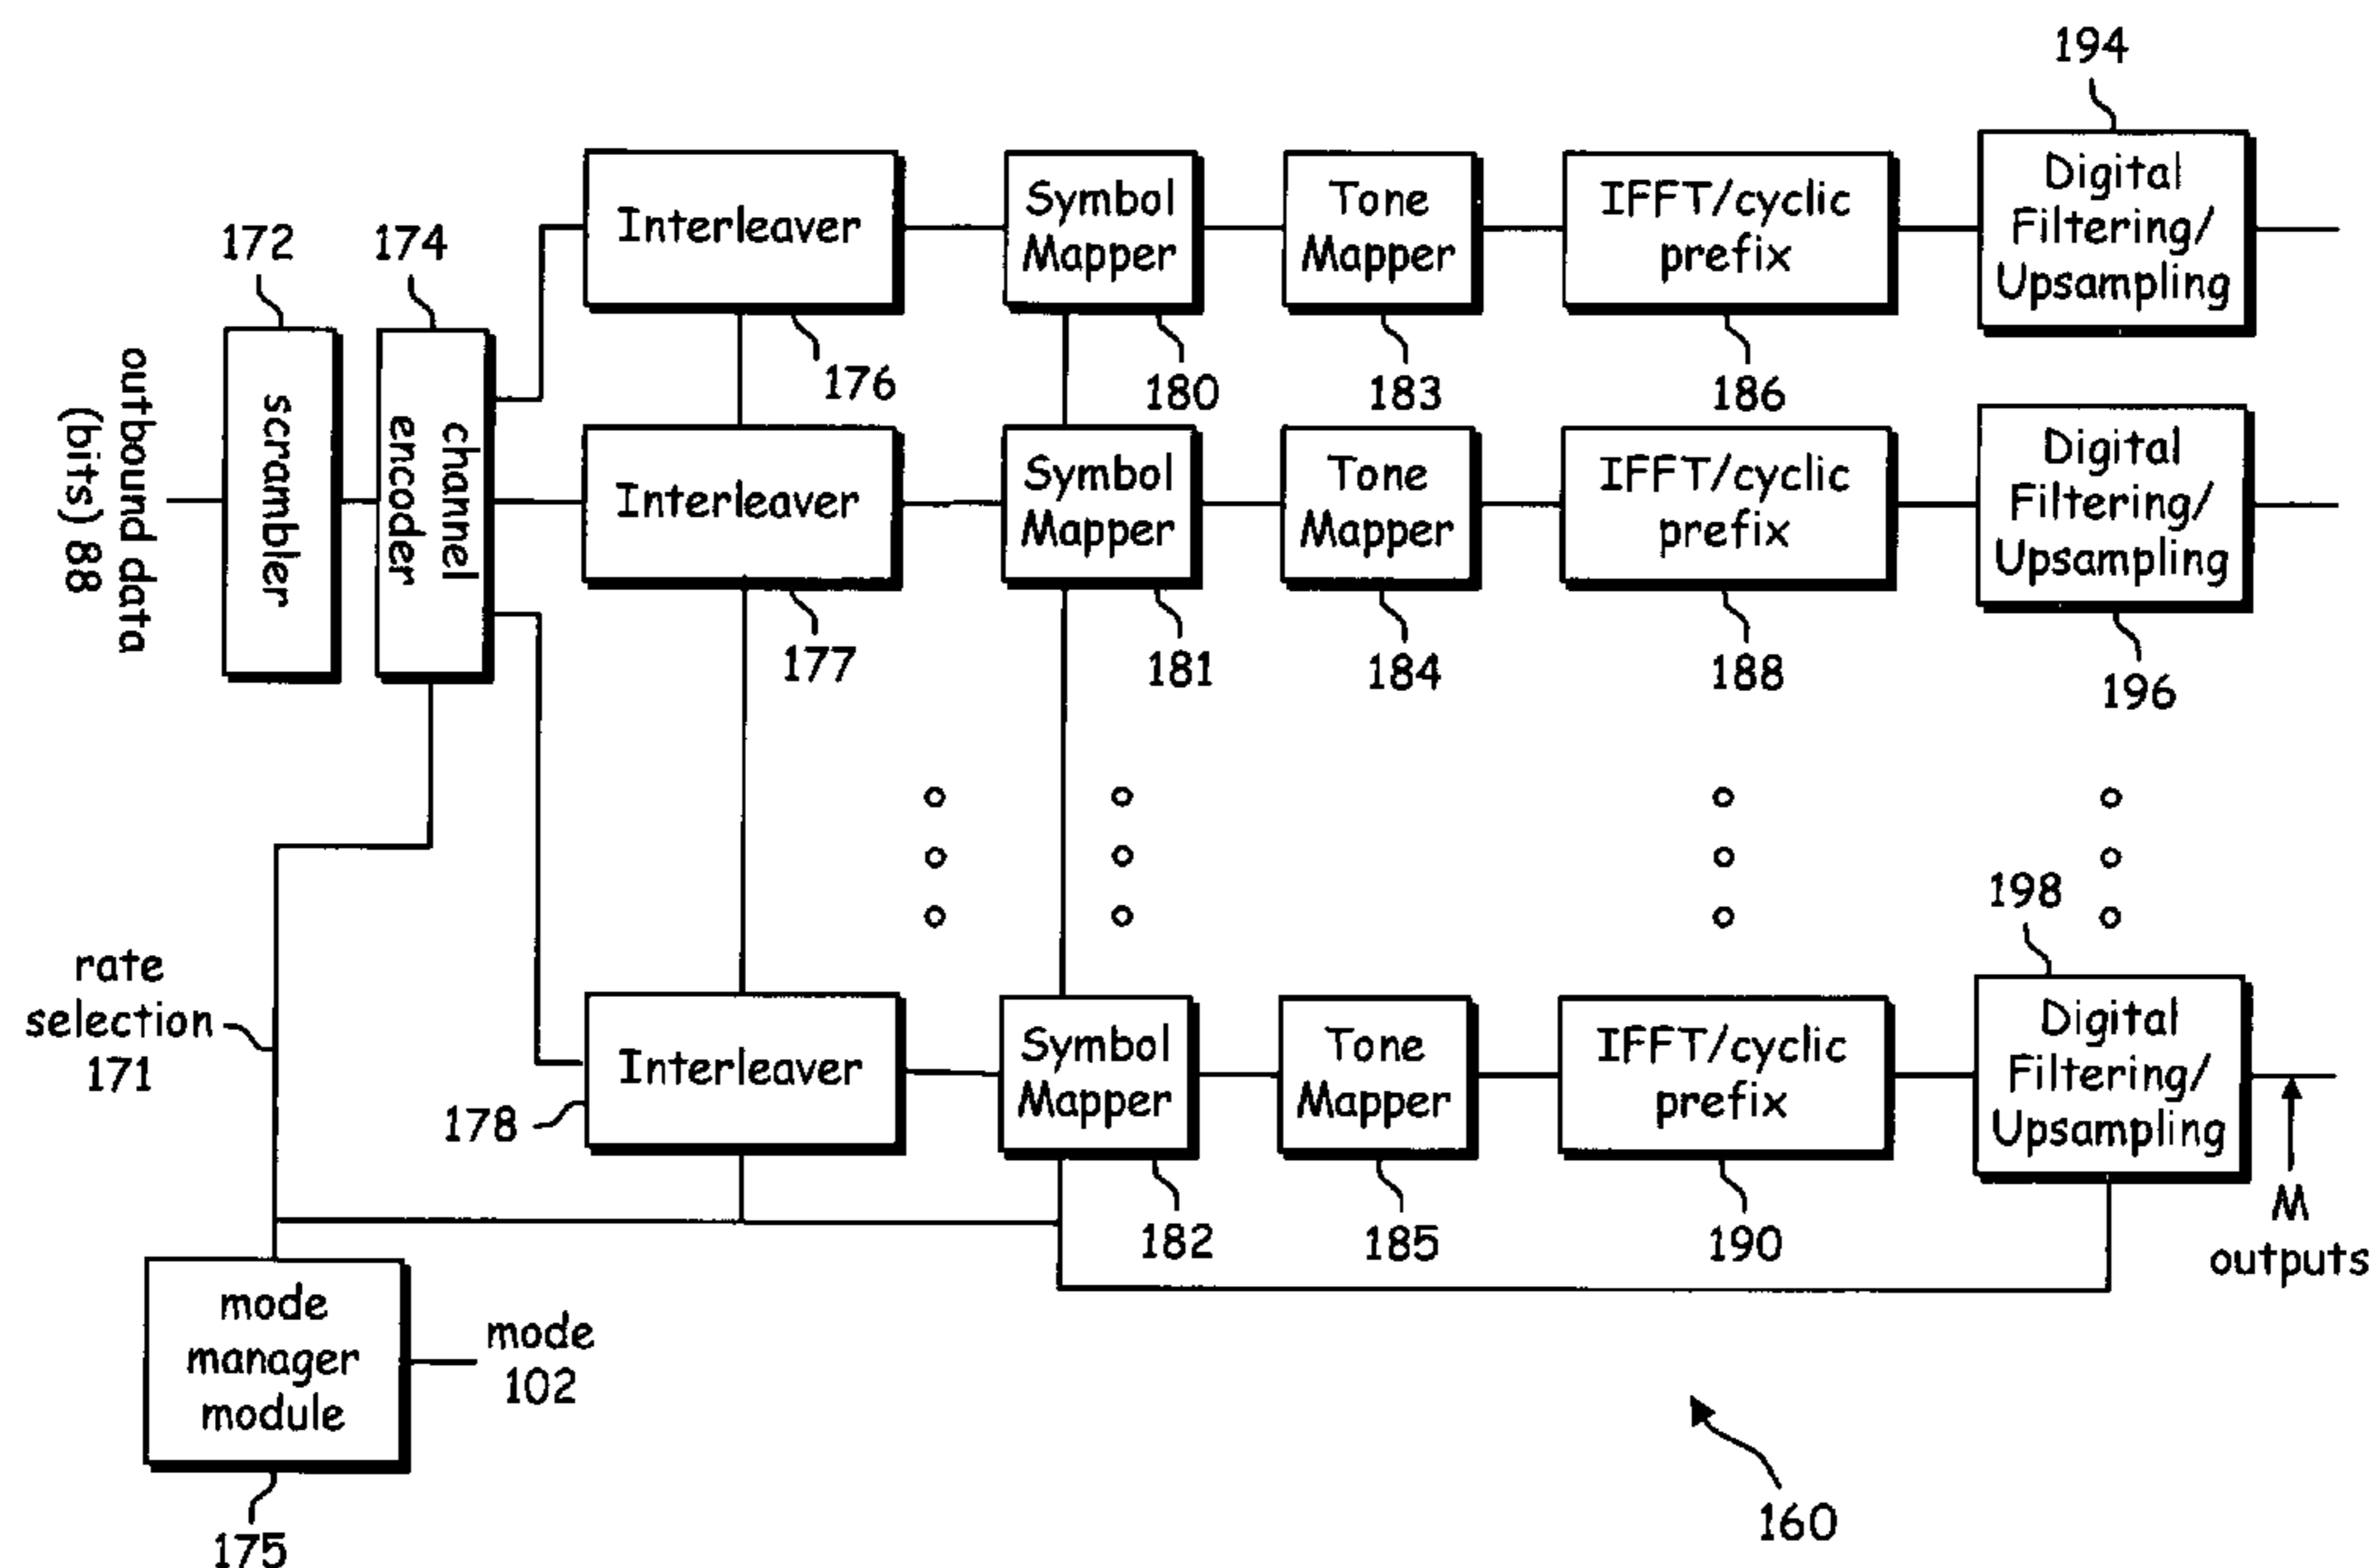 194
172
174
outbound data
(bits) 88
scrambler
channel
encoder
Interleaver
176
Symbol
Mapper
180
Tone
Mapper
183
IFFT/cyclic
prefix
186
Digital
Filtering/
Upsampling
Interleaver
177
Symbol
Mapper
181
Tone
Mapper
184
IFFT/cyclic
prefix
188
Digital
Filtering/
Upsampling
196
rate
selection
171
Interleaver
178
Symbol
Mapper
182
Tone
Mapper
185
IFFT/cyclic
prefix
190
198
Digital
Filtering/
Upsampling
M
outputs
mode
manager
module
175
mode
102
160